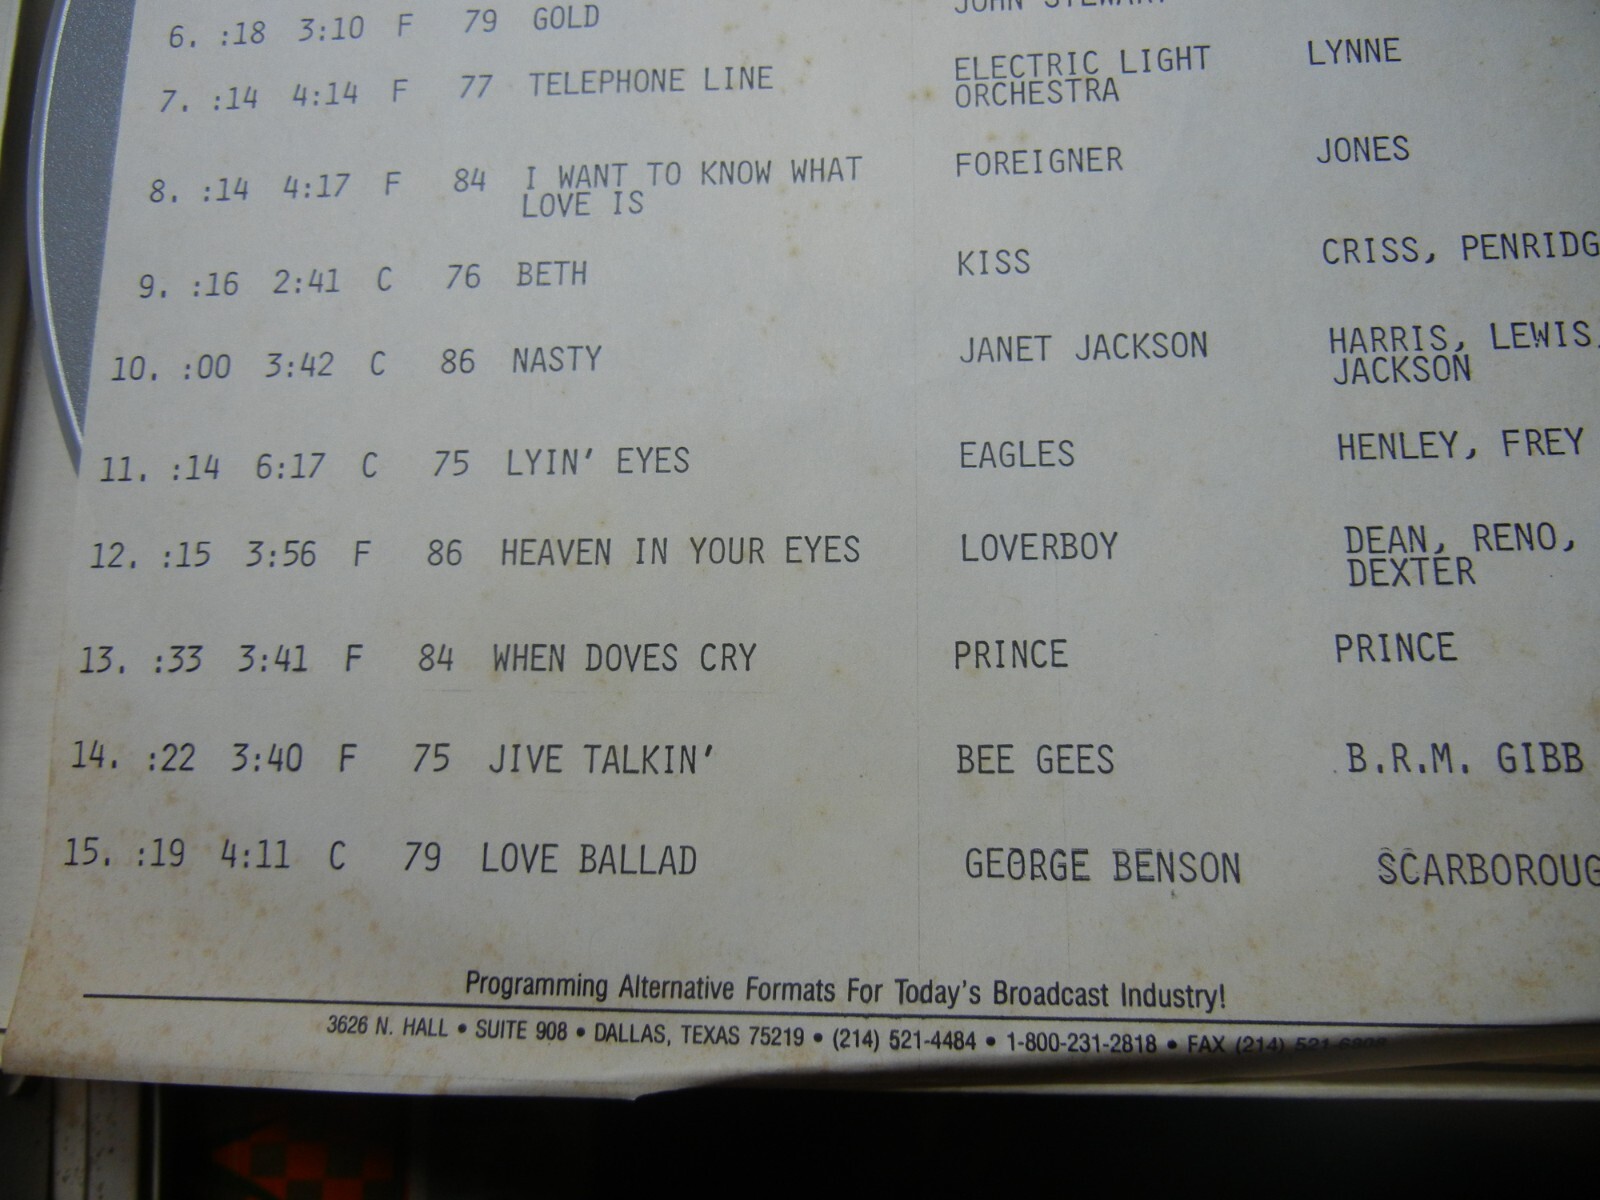 JOHN STEWART
6. :18 3:10 F 79 GOLD
7. :14 4:14 F 77 TELEPHONE LINE ELECTRIC LIGHT LYNNE
ORCHESTRA
8. :14 4:17 F 84 I WANT TO KNOW WHAT FOREIGNER JONES
LOVE IS
9. :16 2:41 C 76 BETH KISS CRISS, PENRIDG
10. :00 3:42 C 86 NASTY JANET JACKSON HARRIS, LEWIS,
JACKSON
11. :14 6:17 C 75 LYIN' EYES EAGLES HENLEY, FREY
12. :15 3:56 F 86 HEAVEN IN YOUR EYES LOVERBOY DEAN, RENO,
DEXTER
13. :33 3:41 F 84 WHEN DOVES CRY PRINCE PRINCE
14. :22 3:40 F 75 JIVE TALKIN' BEE GEES B.R.M. GIBB
15. :19 4:11 C 79 LOVE BALLAD GEORGE BENSON SCARBOROUG
Programming Alternative Formats For Today's Broadcast Industry!
3626 N. HALL • SUITE 908 • DALLAS, TEXAS 75219 • (214) 521-4484 • 1-800-231-2818 • FAX (214)